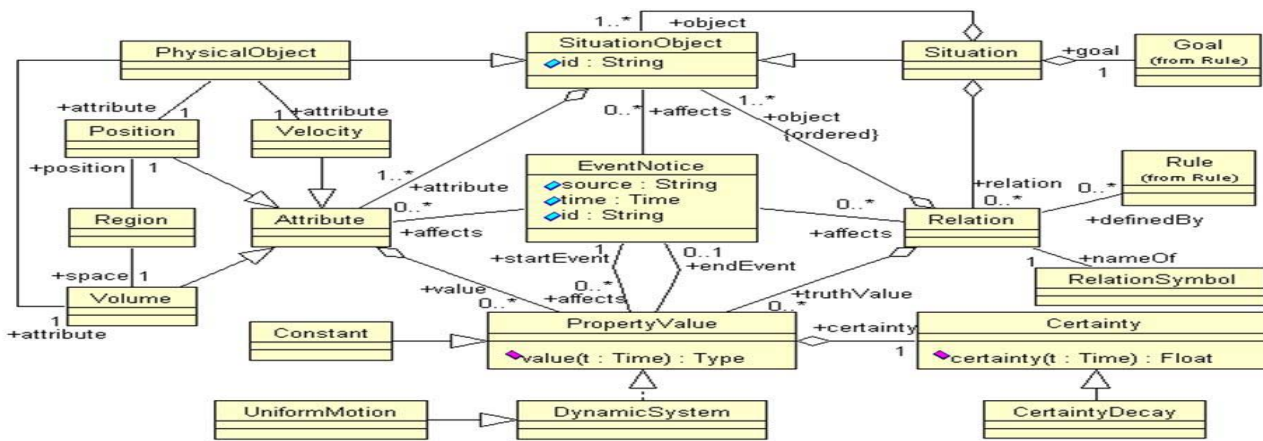 1..*
+object
PhysicalObject
SituationObject
id : String
Situation
+goal
1
Goal
(from Rule)
+attribute
1
+attribute
1
0..*
+affects
1..*
+object
{ordered}
Position
Velocity
+position
1
EventNotice
source : String
time : Time
id : String
Rule
(from Rule)
1..*
+attribute
+relation
0..*
0..*
+definedBy
Region
Attribute
0..*
+affects
0..*
+affects
Relation
+space
1
+startEvent
1
0..1
+endEvent
1
+nameOf
RelationSymbol
Volume
1
+attribute
+value
0..*
0..*
+affects
+truthValue
0..*
Constant
PropertyValue
value(t : Time) : Type
+certainty
1
Certainty
certainty(t : Time) : Float
UniformMotion
DynamicSystem
CertaintyDecay